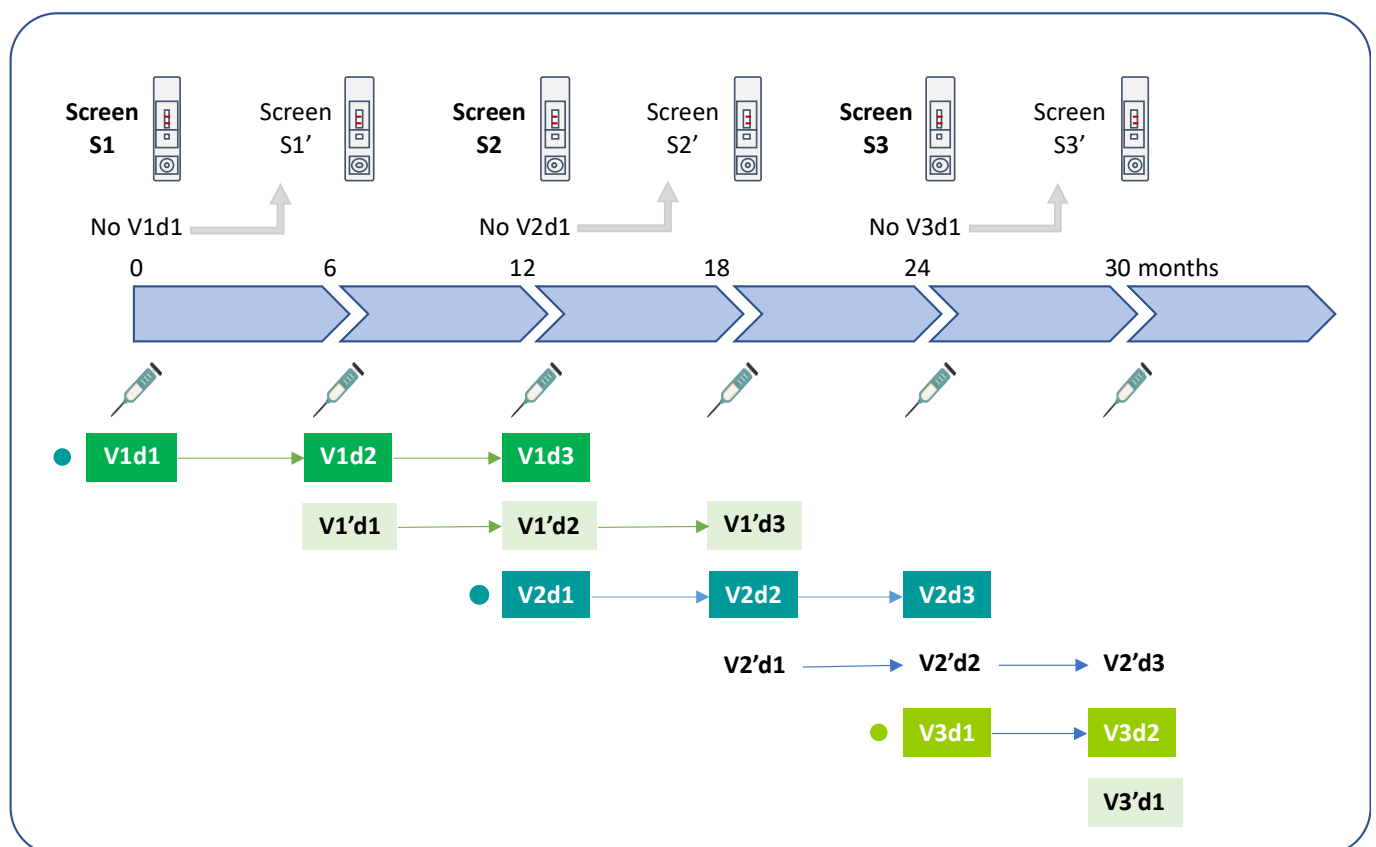 Screen
S1
Screen
S1’
Screen
S2
Screen
S2’
Screen
S3
Screen
S3’
No V1d1
No V2d1
No V3d1
0
6
12
18
24
30 months
V1d1
V1d2
V1d3
V1’d1
V1’d2
V1’d3
V2d1
V2d2
V2d3
V2’d1
V2’d2
V2’d3
V3d1
V3d2
V3’d1